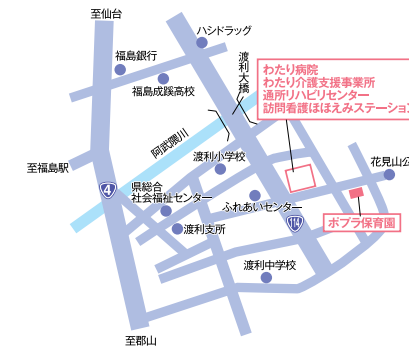 至仙台
ハシドラッグ
福島銀行
渡利大橋
福島成蹊高校
わたり病院
わたり介護支援事業所
通所リハビリセンター
訪問看護ほほえみステーション
阿武隈川
渡利小学校
至福島駅
花見山公
4
県総合
社会福祉センター
ふれあいセンター
114
ポプラ保育園
渡利支所
渡利中学校
至郡山